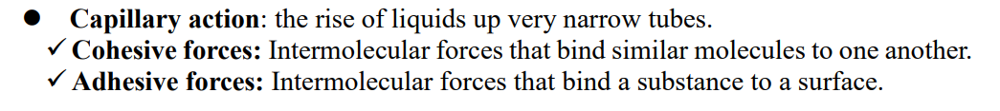 ● Capillary action: the rise of liquids up very narrow tubes.
✓ Cohesive forces: Intermolecular forces that bind similar molecules to one another.
✓ Adhesive forces: Intermolecular forces that bind a substance to a surface.